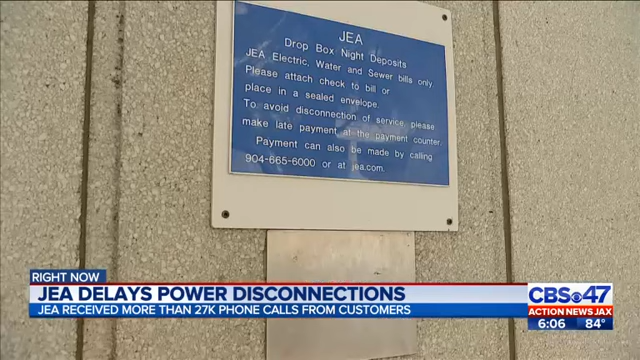 JEA
Drop Box Night Deposits
JEA Electric, Water and Sewer bills only.
Please attach check to bill or
place in a sealed envelope.
To avoid disconnection of service, please
make late payment at the payment counter.
Payment can also be made by calling
904-665-6000 or at jea.com.
RIGHT NOW
JEA DELAYS POWER DISCONNECTIONS
JEA RECEIVED MORE THAN 27K PHONE CALLS FROM CUSTOMERS
CBS 47
ACTION NEWS JAX
6:06 84°